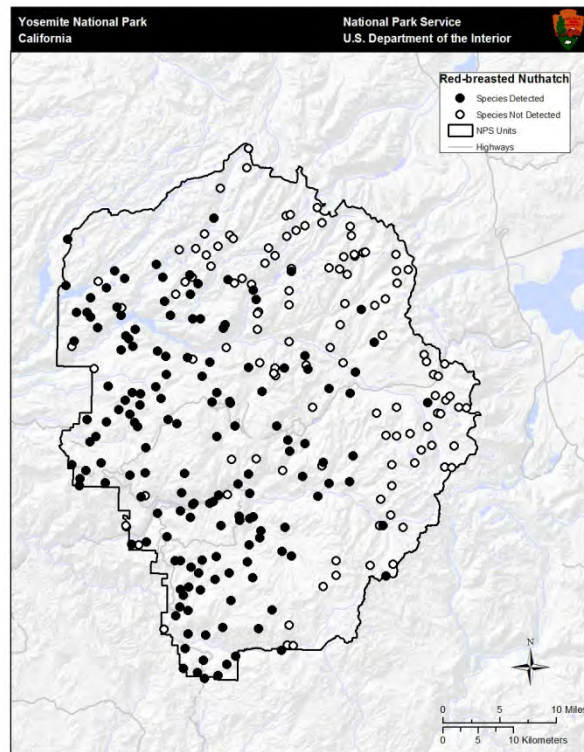 Yosemite National Park
California
National Park Service
U.S. Department of the Interior
Red-breasted Nuthatch
Species Detected
Species Not Detected
NPS Units
Highways
N
0 5 10 Miles
0 5 10 Kilometers